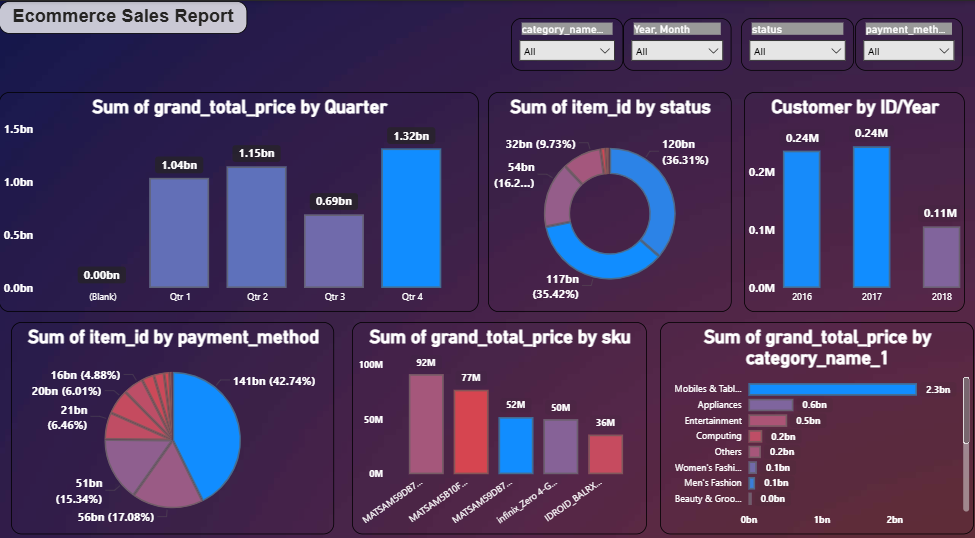 Ecommerce Sales Report
category_name...
Year, Month
status
payment_meth...
All
All
All
All
Sum of grand_total_price by Quarter
1.5bn
1.0bn
0.5bn
0.0bn
0.00bn
1.04bn
1.15bn
0.69bn
1.32bn
(Blank)
Qtr 1
Qtr 2
Qtr 3
Qtr 4
Sum of item_id by status
32bn (9.73%)
54bn
(16.2...)
120bn
(36.31%)
117bn
(35.42%)
Customer by ID/Year
0.2M
0.1M
0.0M
0.24M
0.24M
0.11M
2016
2017
2018
Sum of item_id by payment_method
16bn (4.88%)
20bn (6.01%)
21bn
(6.46%)
51bn
(15.34%)
56bn (17.08%)
141bn (42.74%)
Sum of grand_total_price by sku
100M
50M
0M
92M
77M
52M
50M
36M
MATSAM59D87...
MATSAM5B10F...
MATSAM59D87...
infinix_Zero 4-G...
IDROID_BALRX...
Sum of grand_total_price by
category_name_1
Mobiles & Tabl...
2.3bn
Appliances
0.6bn
Entertainment
0.5bn
Computing
0.2bn
Others
0.2bn
Women's Fashi...
0.1bn
Men's Fashion
0.1bn
Beauty & Groo...
0.0bn
0bn
1bn
2bn